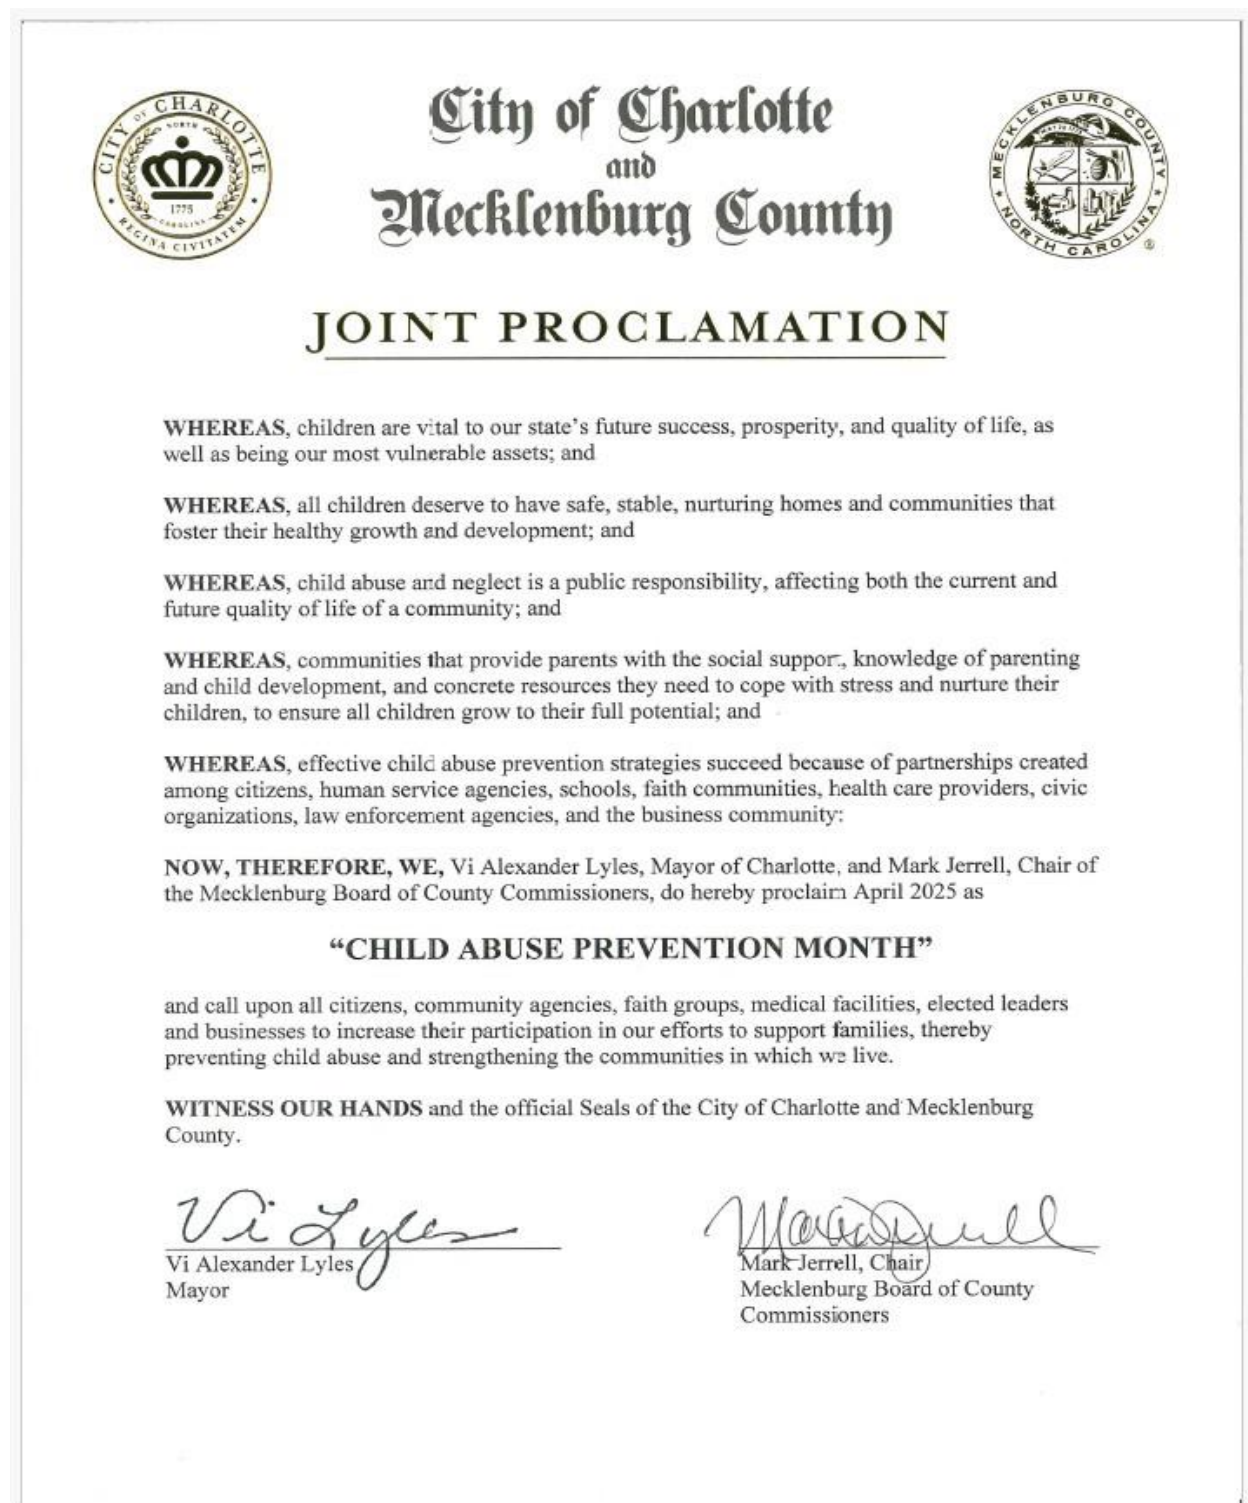 CITY OF CHARLOTTE
NORTH
1775
CAROLINA
REGINA CIVITATEM
City of Charlotte
and
Mecklenburg County
MECKLENBURG COUNTY
NORTH CAROLINA
®
JOINT PROCLAMATION
WHEREAS, children are vital to our state's future success, prosperity, and quality of life, as
well as being our most vulnerable assets; and
WHEREAS, all children deserve to have safe, stable, nurturing homes and communities that
foster their healthy growth and development; and
WHEREAS, child abuse and neglect is a public responsibility, affecting both the current and
future quality of life of a community; and
WHEREAS, communities that provide parents with the social support, knowledge of parenting
and child development, and concrete resources they need to cope with stress and nurture their
children, to ensure all children grow to their full potential; and
WHEREAS, effective child abuse prevention strategies succeed because of partnerships created
among citizens, human service agencies, schools, faith communities, health care providers, civic
organizations, law enforcement agencies, and the business community:
NOW, THEREFORE, WE, Vi Alexander Lyles, Mayor of Charlotte, and Mark Jerrell, Chair of
the Mecklenburg Board of County Commissioners, do hereby proclaim April 2025 as
“CHILD ABUSE PREVENTION MONTH”
and call upon all citizens, community agencies, faith groups, medical facilities, elected leaders
and businesses to increase their participation in our efforts to support families, thereby
preventing child abuse and strengthening the communities in which we live.
WITNESS OUR HANDS and the official Seals of the City of Charlotte and Mecklenburg
County.
Vi Lyles
Vi Alexander Lyles
Mayor
Mark Jerrell
Mark Jerrell, Chair
Mecklenburg Board of County
Commissioners